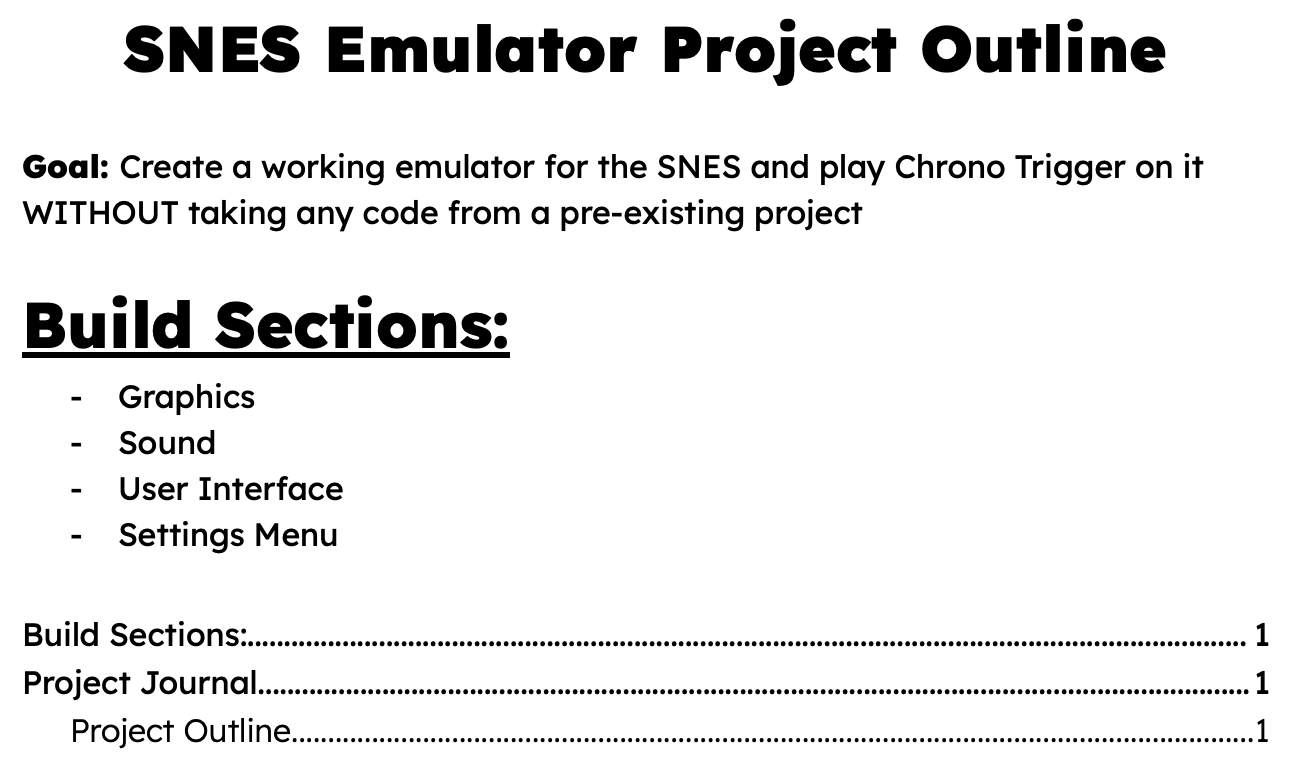 SNES Emulator Project Outline
Goal: Create a working emulator for the SNES and play Chrono Trigger on it
WITHOUT taking any code from a pre-existing project
Build Sections:
- Graphics
- Sound
- User Interface
- Settings Menu
Build Sections:........................................................................................................................................ 1
Project Journal........................................................................................................................................ 1
Project Outline........................................................................................................................................1